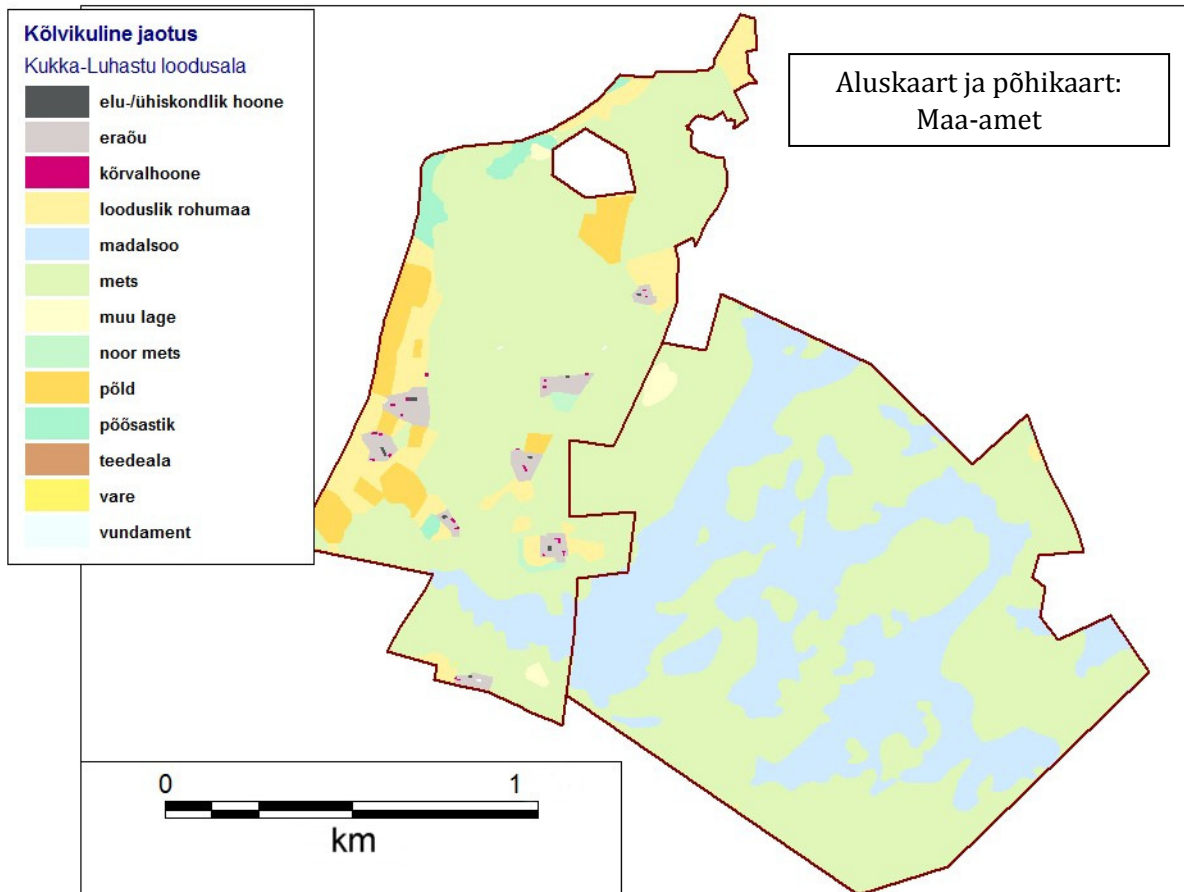 Kõlvikuline jaotus
Kukka-Luhastu loodusala
elu-/ühiskondlik hoone
eraõu
kõrvalhoone
looduslik rohumaa
madalsoo
mets
muu lage
noor mets
põld
põõsastik
teedeala
vare
vundament
Aluskaart ja põhikaart:
Maa-amet
0 1
km